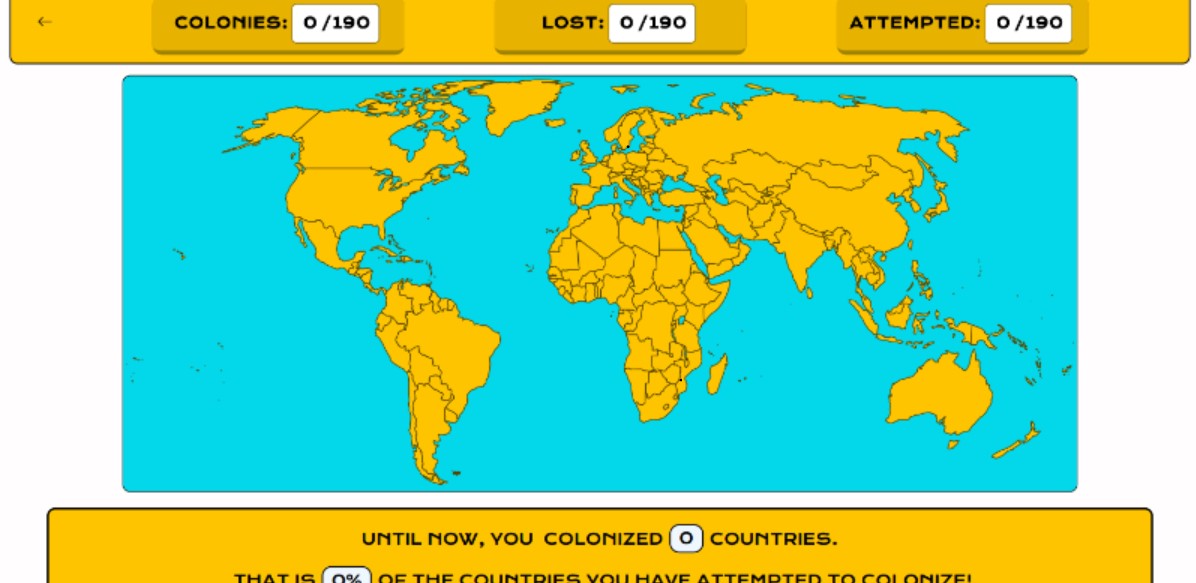 ← COLONIES: 0 /190 LOST: 0 /190 ATTEMPTED: 0 /190
UNTIL NOW, YOU COLONIZED 0 COUNTRIES.
THAT IS 0% OF THE COUNTRIES YOU HAVE ATTEMPTED TO COLONIZE!